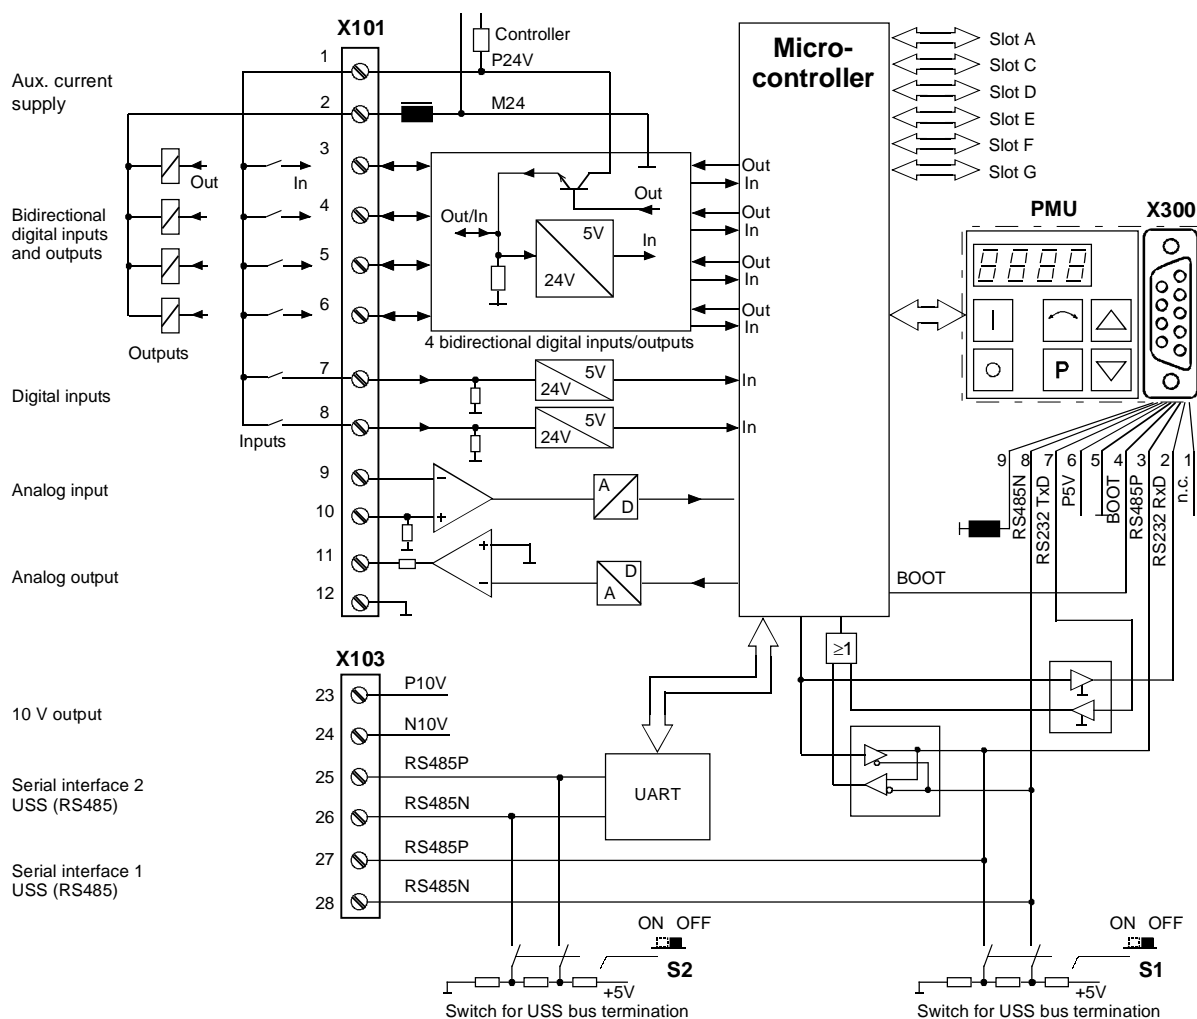 X101
Controller
P24V
M24
Aux. current
supply
1
2
3
4
5
6
7
8
9
10
11
12
Out
In
Bidirectional
digital inputs
and outputs
Outputs
Out
Out/In
5V
24V
In
4 bidirectional digital inputs/outputs
Out
In
Out
In
Out
In
Out
In
Micro-
controller
Slot A
Slot C
Slot D
Slot E
Slot F
Slot G
PMU
X300
8888
P
Digital inputs
Inputs
5V
24V
In
5V
24V
In
Analog input
A
D
Analog output
D
A
BOOT
9
8
7
6
5
4
3
2
1
RS485N
RS232 TxD
P5V
BOOT
RS485P
RS232 RxD
n.c.
≥1
X103
23
P10V
10 V output
24
N10V
Serial interface 2
USS (RS485)
25
RS485P
26
RS485N
UART
Serial interface 1
USS (RS485)
27
RS485P
28
RS485N
ON OFF
S2
+5V
Switch for USS bus termination
ON OFF
S1
+5V
Switch for USS bus termination